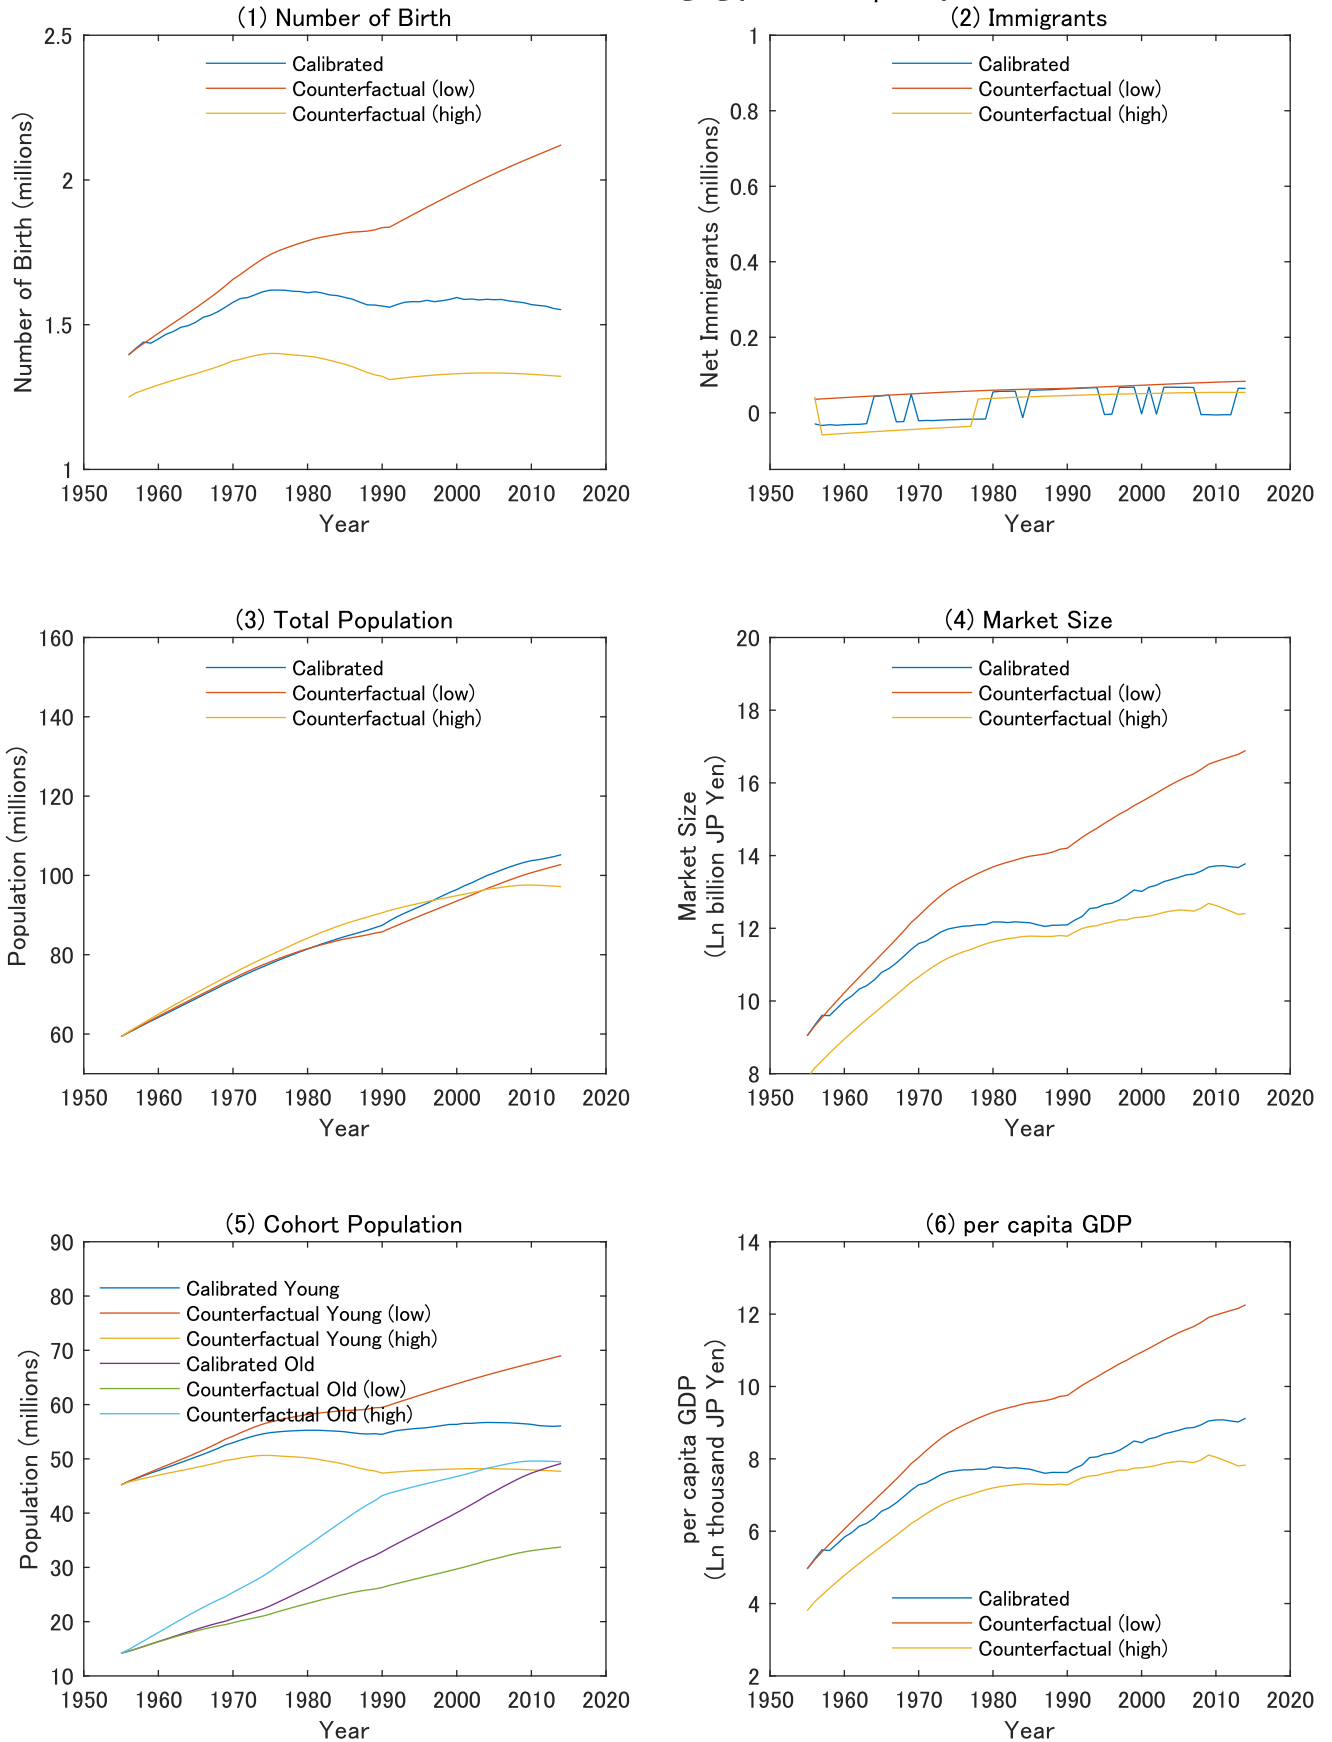 (1) Number of Birth
2.5
2
1.5
1
Number of Birth (millions)
Calibrated
Counterfactual (low)
Counterfactual (high)
1950 1960 1970 1980 1990 2000 2010 2020
Year
(2) Immigrants
1
0.8
0.6
0.4
0.2
0
Net Immigrants (millions)
Calibrated
Counterfactual (low)
Counterfactual (high)
1950 1960 1970 1980 1990 2000 2010 2020
Year
(3) Total Population
160
140
120
100
80
60
Population (millions)
Calibrated
Counterfactual (low)
Counterfactual (high)
1950 1960 1970 1980 1990 2000 2010 2020
Year
(4) Market Size
20
18
16
14
12
10
8
Market Size
(Ln billion JP Yen)
Calibrated
Counterfactual (low)
Counterfactual (high)
1950 1960 1970 1980 1990 2000 2010 2020
Year
(5) Cohort Population
90
80
70
60
50
40
30
20
10
Population (millions)
Calibrated Young
Counterfactual Young (low)
Counterfactual Young (high)
Calibrated Old
Counterfactual Old (low)
Counterfactual Old (high)
1950 1960 1970 1980 1990 2000 2010 2020
Year
(6) per capita GDP
14
12
10
8
6
4
2
per capita GDP
(Ln thousand JP Yen)
Calibrated
Counterfactual (low)
Counterfactual (high)
1950 1960 1970 1980 1990 2000 2010 2020
Year